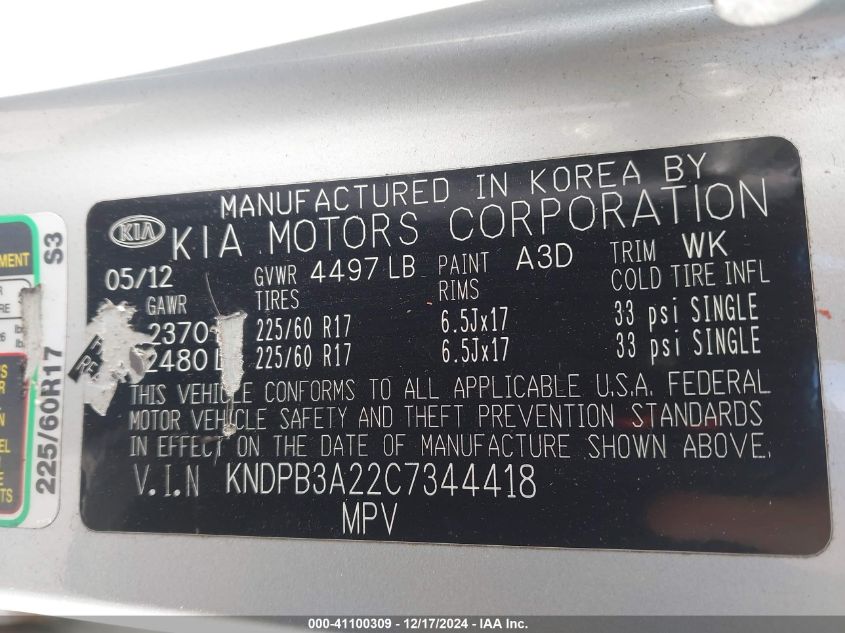 MANUFACTURED IN KOREA BY
KIA KIA MOTORS CORPORATION
05/12 GVWR 4497 LB PAINT A3D TRIM WK
GAWR TIRES RIMS COLD TIRE INFL
2370 225/60 R17 6.5Jx17 33 psi SINGLE
2480 L 225/60 R17 6.5Jx17 33 psi SINGLE
THIS VEHICLE CONFORMS TO ALL APPLICABLE U.S.A. FEDERAL
MOTOR VEHICLE SAFETY AND THEFT PREVENTION STANDARDS
IN EFFECT ON THE DATE OF MANUFACTURE SHOWN ABOVE.
V.I.N KNDPB3A22C7344418
MPV
S3
225/60R17
000-41100309 - 12/17/2024 - IAA Inc.